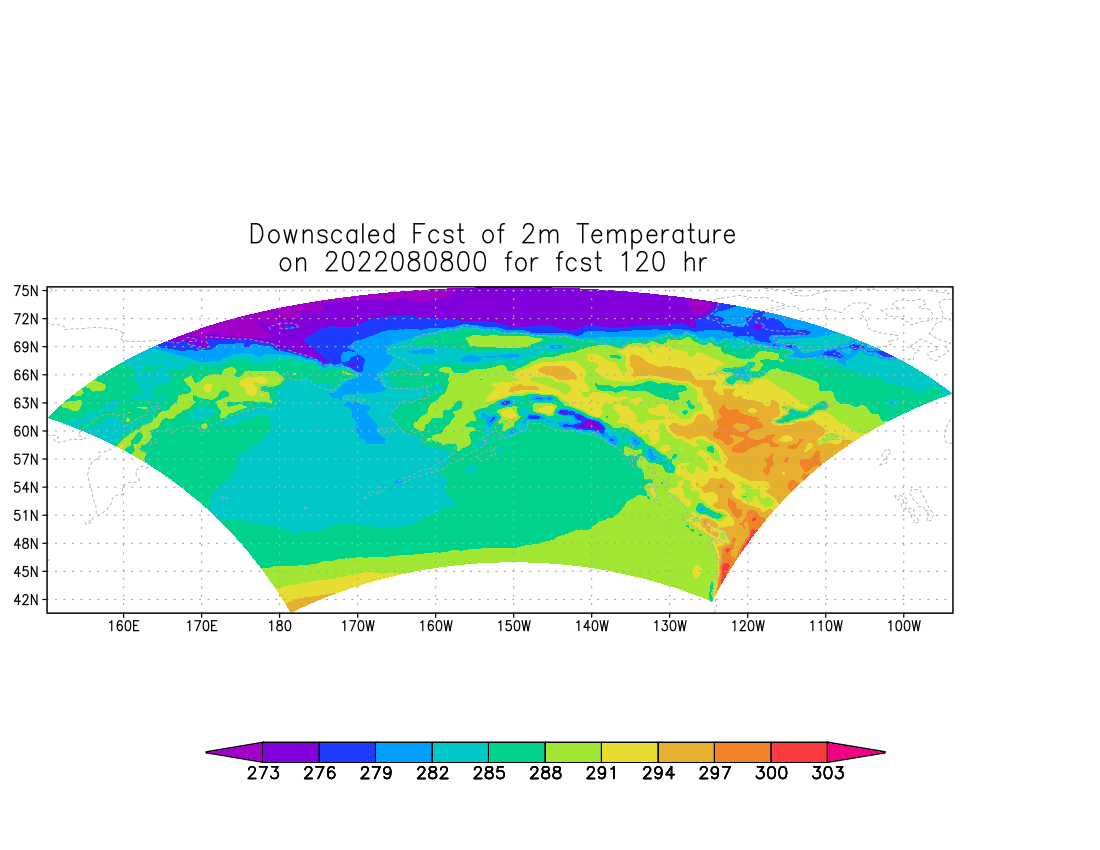 Downscaled Fcst of 2m Temperature
on 2022080800 for fcst 120 hr
75N
72N
69N
66N
63N
60N
57N
54N
51N
48N
45N
42N
160E 170E 180 170W 160W 150W 140W 130W 120W 110W 100W
273 276 279 282 285 288 291 294 297 300 303